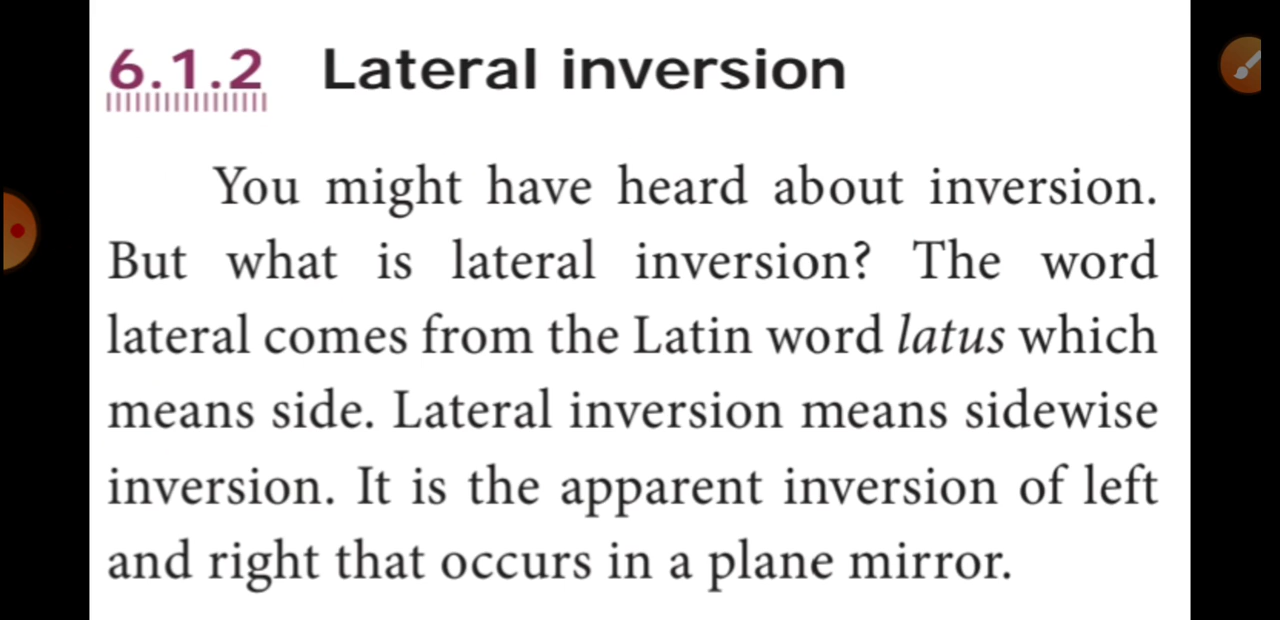 6.1.2 Lateral inversion
You might have heard about inversion.
But what is lateral inversion? The word
lateral comes from the Latin word latus which
means side. Lateral inversion means sidewise
inversion. It is the apparent inversion of left
and right that occurs in a plane mirror.